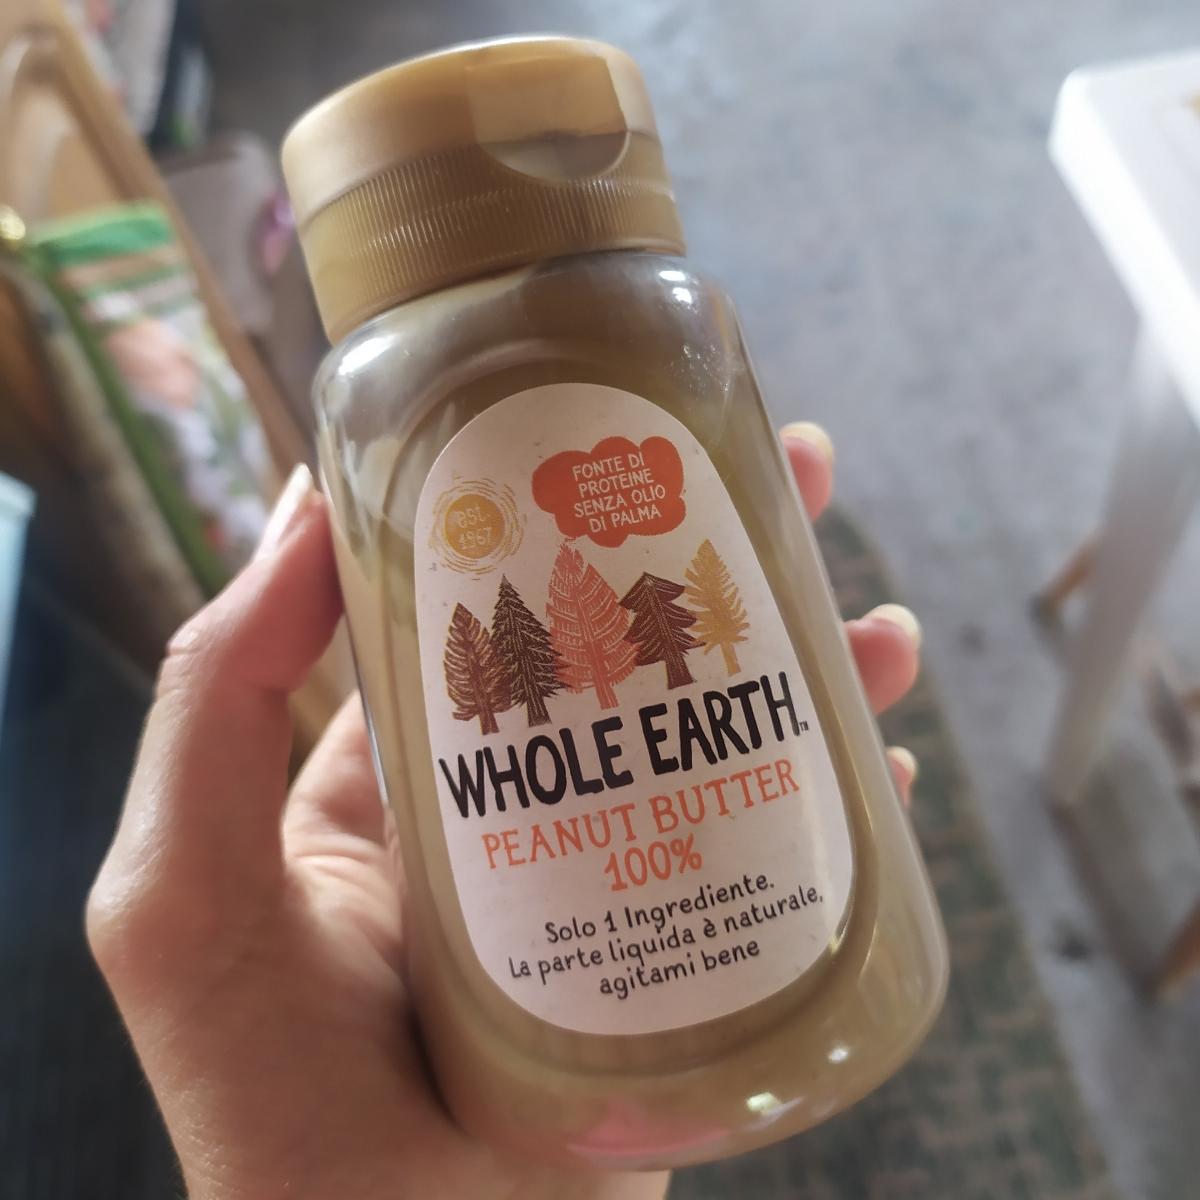 est.
1967
FONTE DI
PROTEINE
SENZA OLIO
DI PALMA
WHOLE EARTH™
PEANUT BUTTER
100%
Solo 1 Ingrediente.
La parte liquida è naturale,
agitami bene